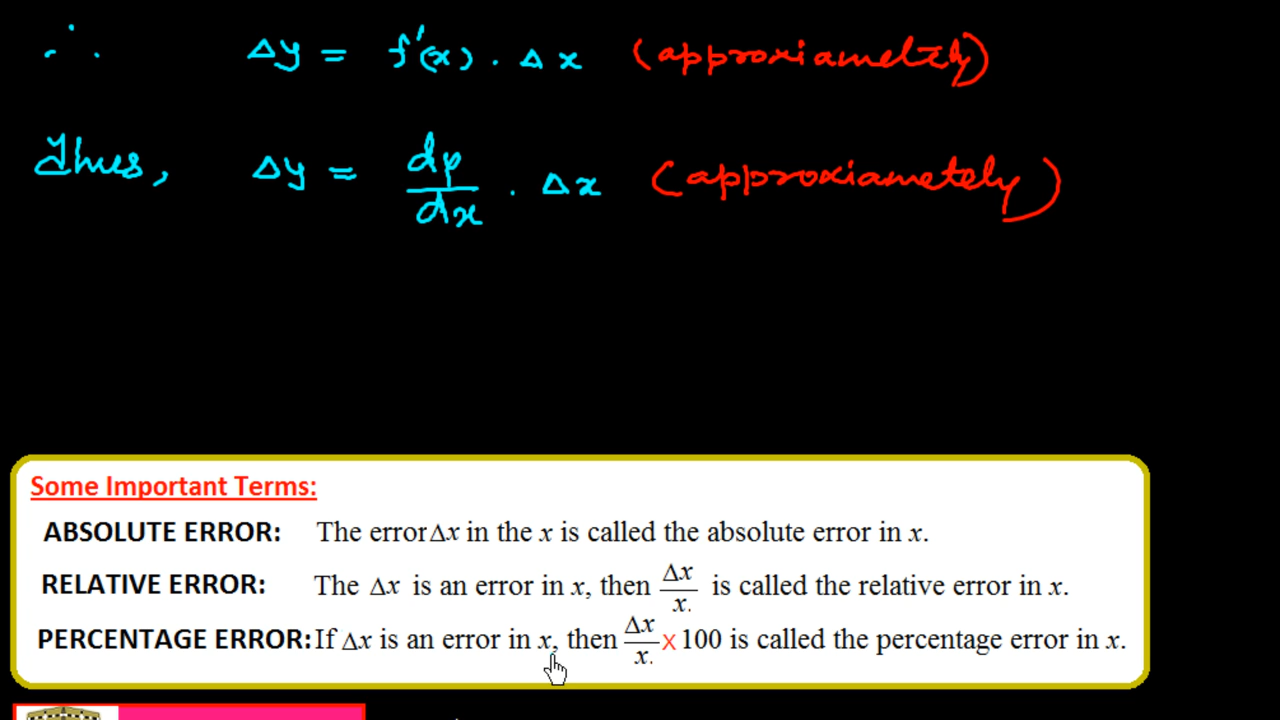 ∴ Δy = f'(x) . Δx (approxiametely)
Thus, Δy = dy/dx . Δx (approxiametely)
Some Important Terms:
ABSOLUTE ERROR: The error Δx in the x is called the absolute error in x.
RELATIVE ERROR: The Δx is an error in x, then Δx/x. is called the relative error in x.
PERCENTAGE ERROR: If Δx is an error in x, then Δx/x. x 100 is called the percentage error in x.